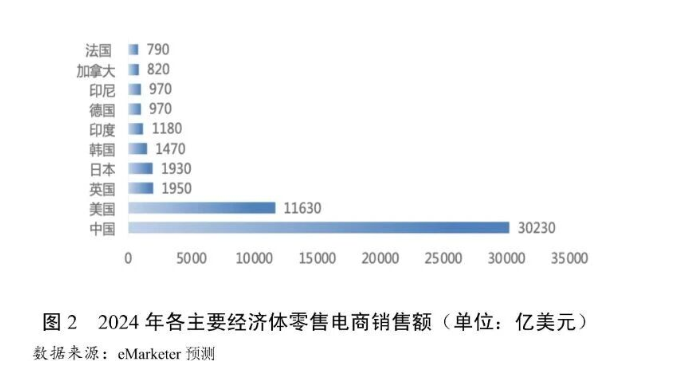 法国 790
加拿大 820
印尼 970
德国 970
印度 1180
韩国 1470
日本 1930
英国 1950
美国 11630
中国 30230
0 5000 10000 15000 20000 25000 30000 35000
图 2 2024 年各主要经济体零售电商销售额（单位：亿美元）
数据来源：eMarketer 预测